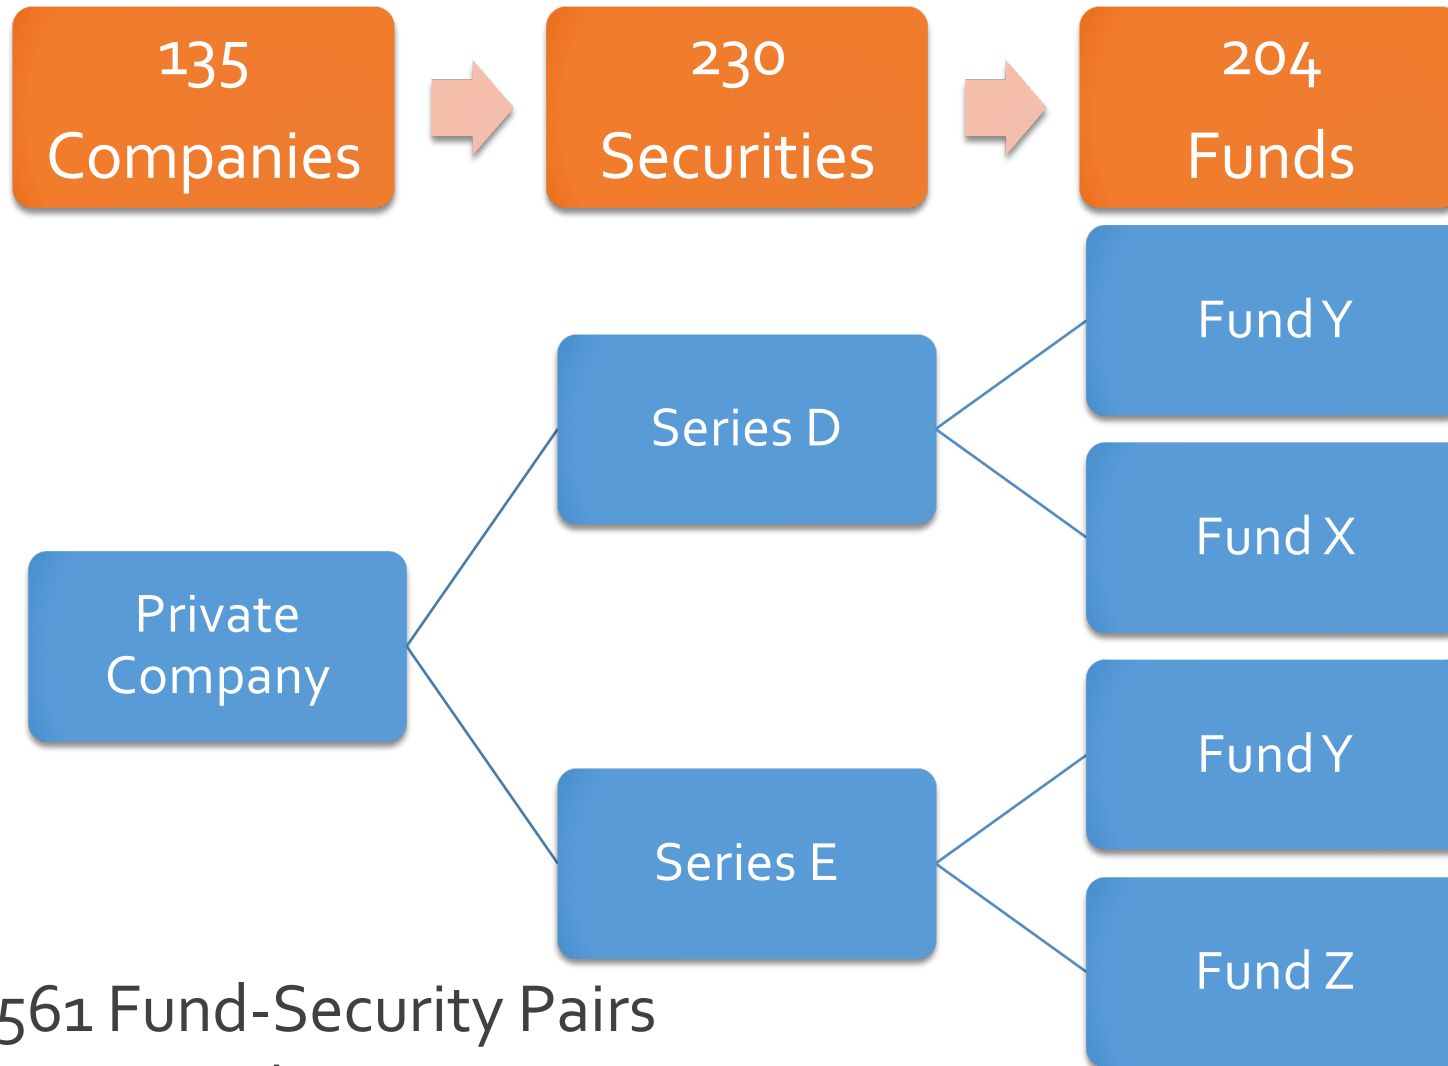 135
Companies
230
Securities
204
Funds
Fund Y
Series D
Fund X
Private
Company
Fund Y
Series E
Fund Z
561 Fund-Security Pairs